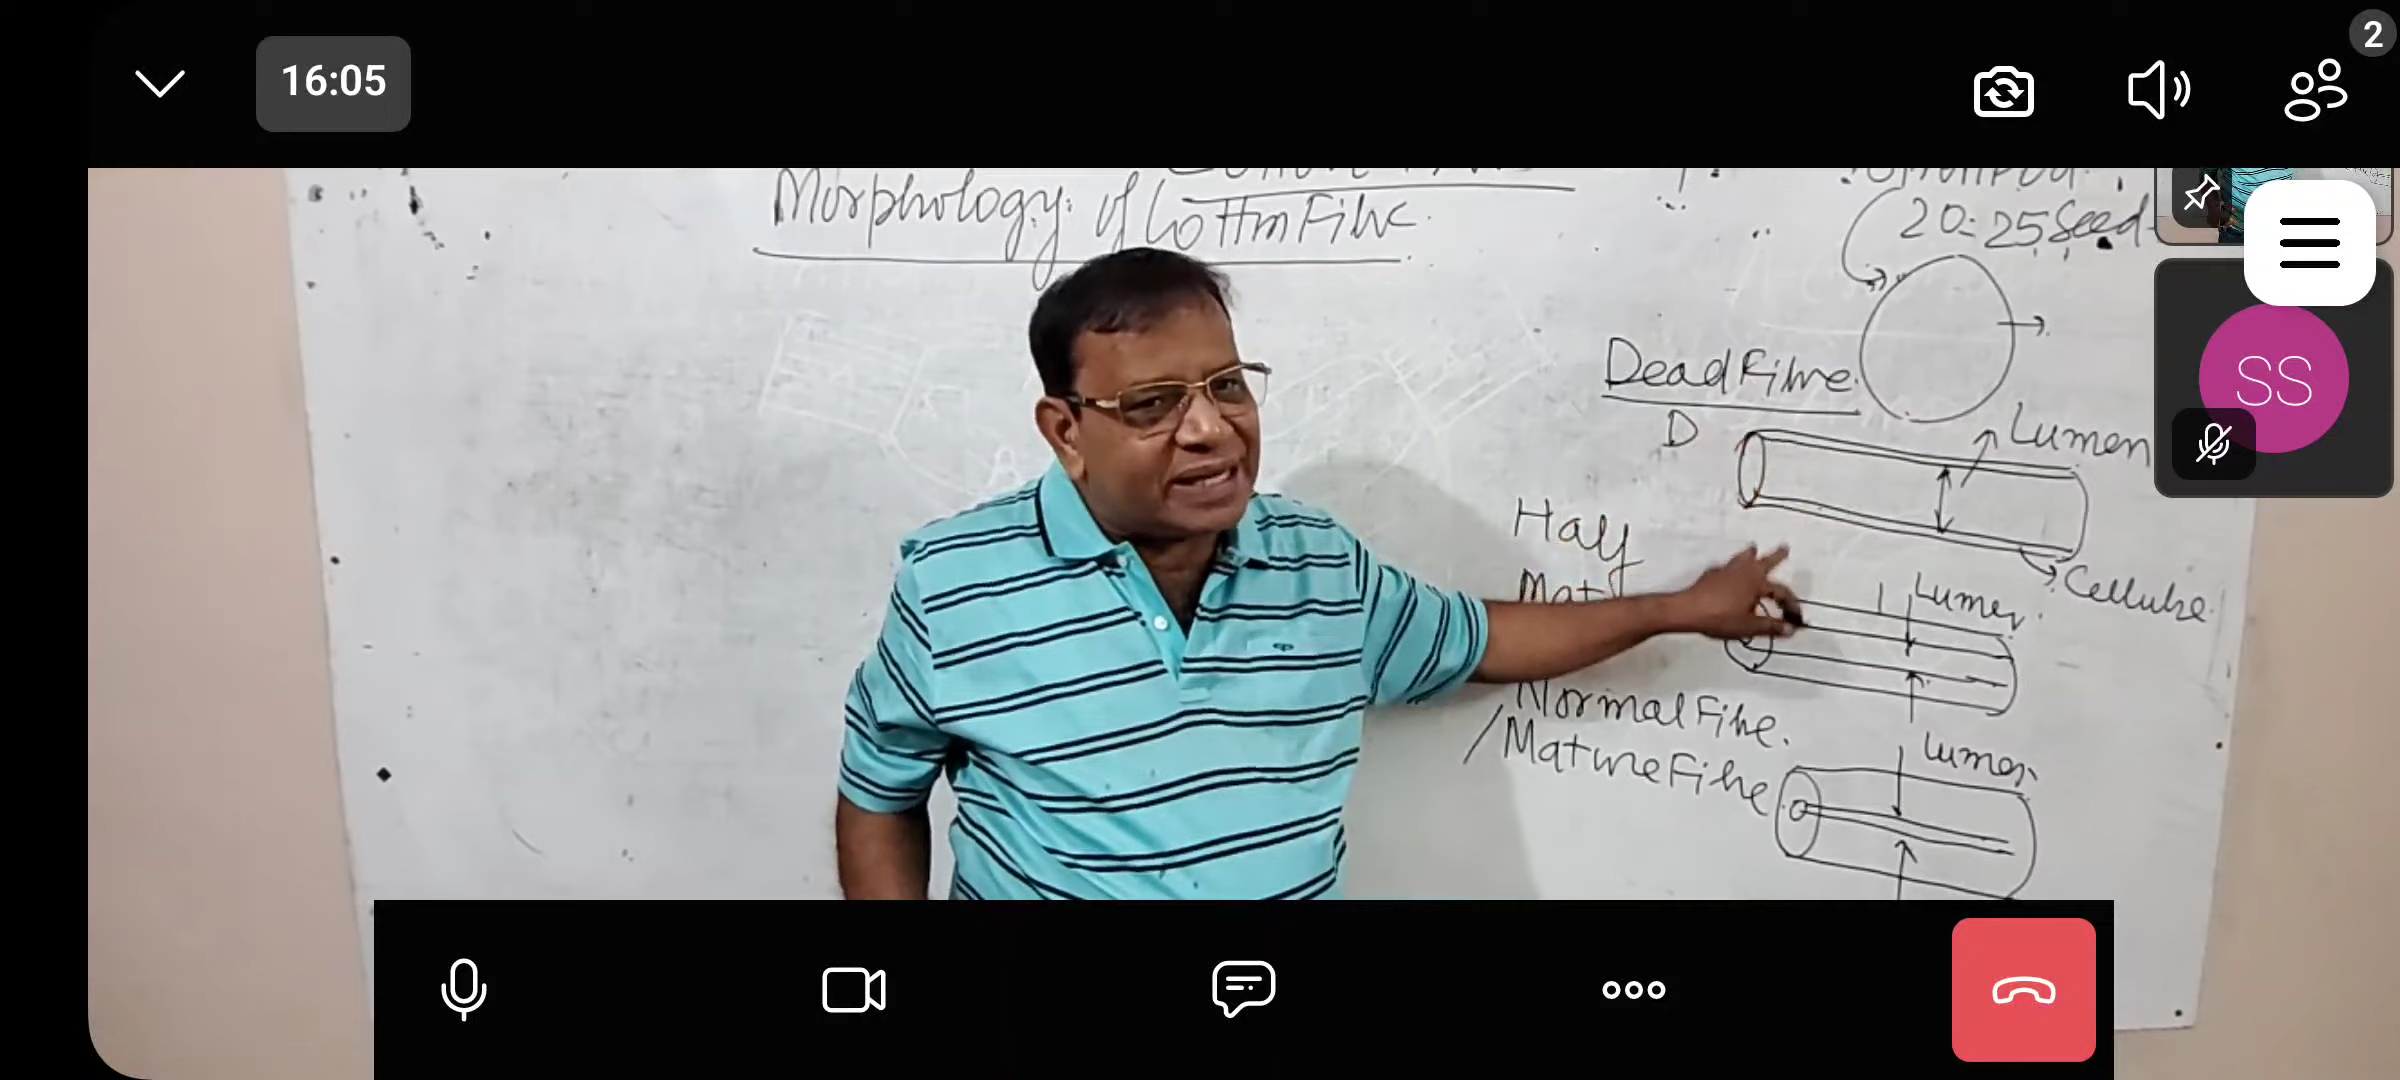 2
16:05
Morphology of Cotton Fibre
20-25 Seed
Dead Fibre.
D
Lumen
SS
Half
Cellulose
Lumen
Normal Fibre.
/Mature Fibre
Lumen